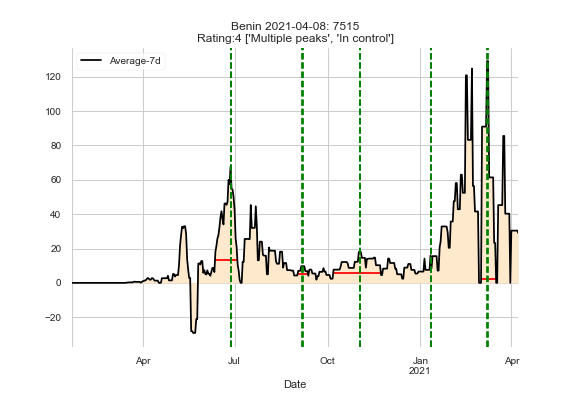 Benin 2021-04-08: 7515
Rating:4 ['Multiple peaks', 'In control']
Average-7d
120
100
80
60
40
20
0
−20
Apr
Jul
Oct
Jan
2021
Apr
Date